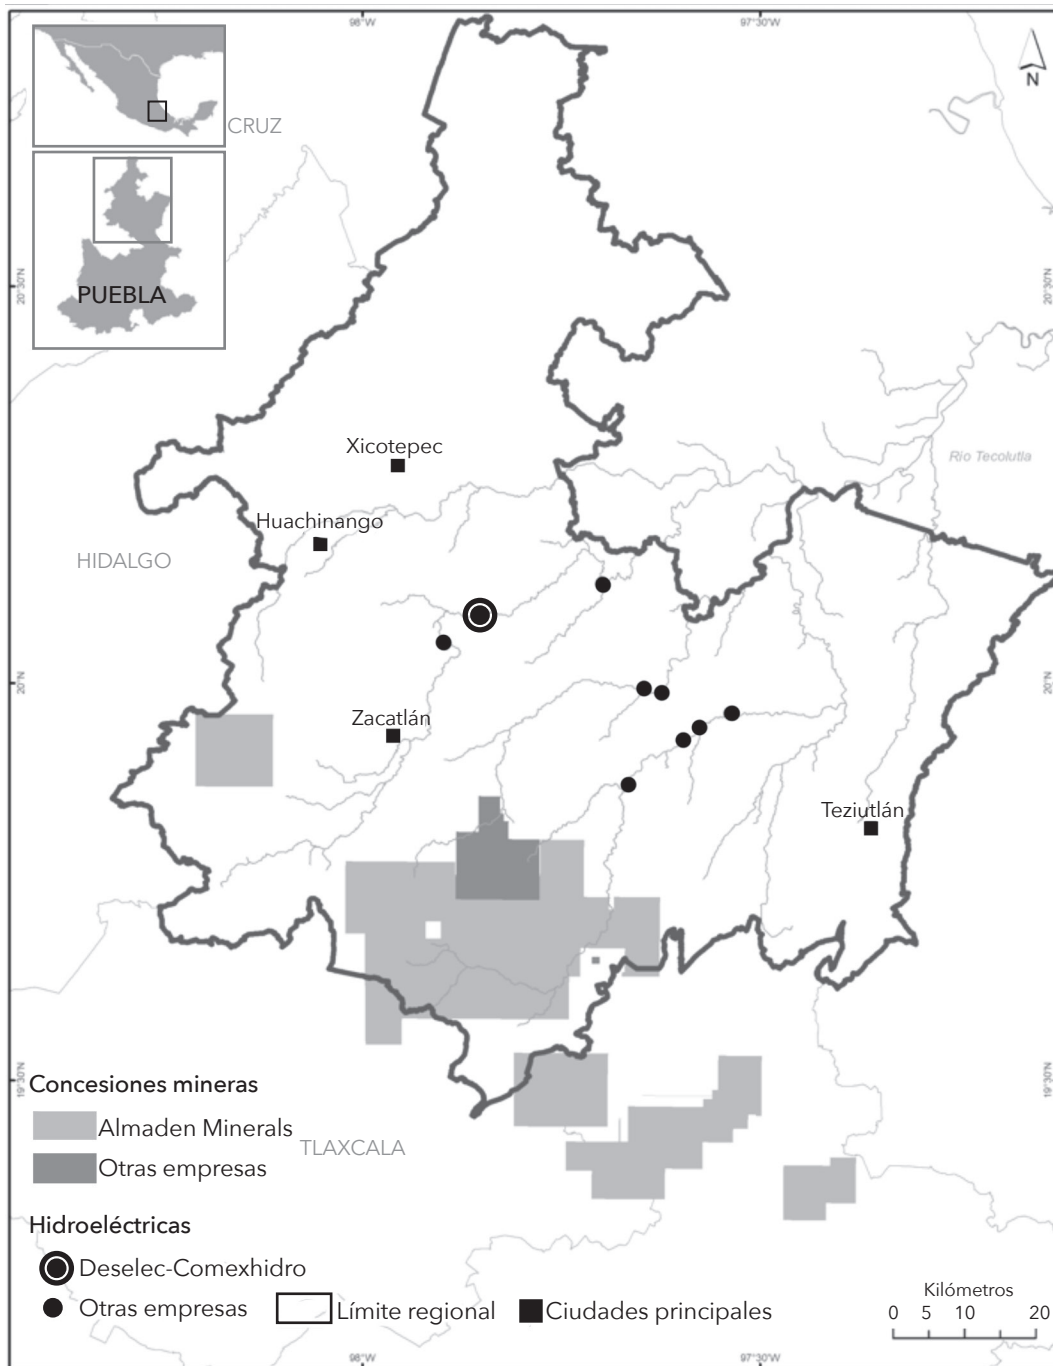 98°W
97°30'W
N
CRUZ
PUEBLA
20°30'N
20°30'N
Xicotepec
Río Tecolutla
Huachinango
HIDALGO
20°N
20°N
Zacatlán
Teziutlán
19°30'N
19°30'N
Concesiones mineras
Almaden Minerals
TLAXCALA
Otras empresas
Hidroeléctricas
Deselec-Comexhidro
Otras empresas
Límite regional
Ciudades principales
Kilómetros
0 5 10 20
98°W
97°30'W